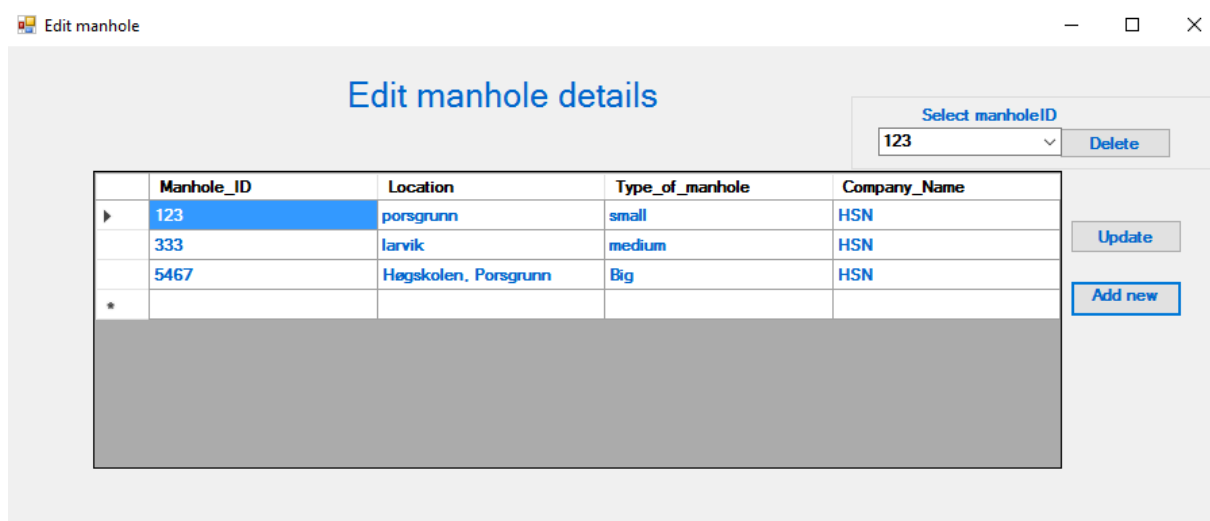 Edit manhole
Edit manhole details
Select manholeID
123
Delete
Manhole_ID Location Type_of_manhole Company_Name
123 porsgrunn small HSN
333 larvik medium HSN
5467 Høgskolen, Porsgrunn Big HSN
*
Update
Add new